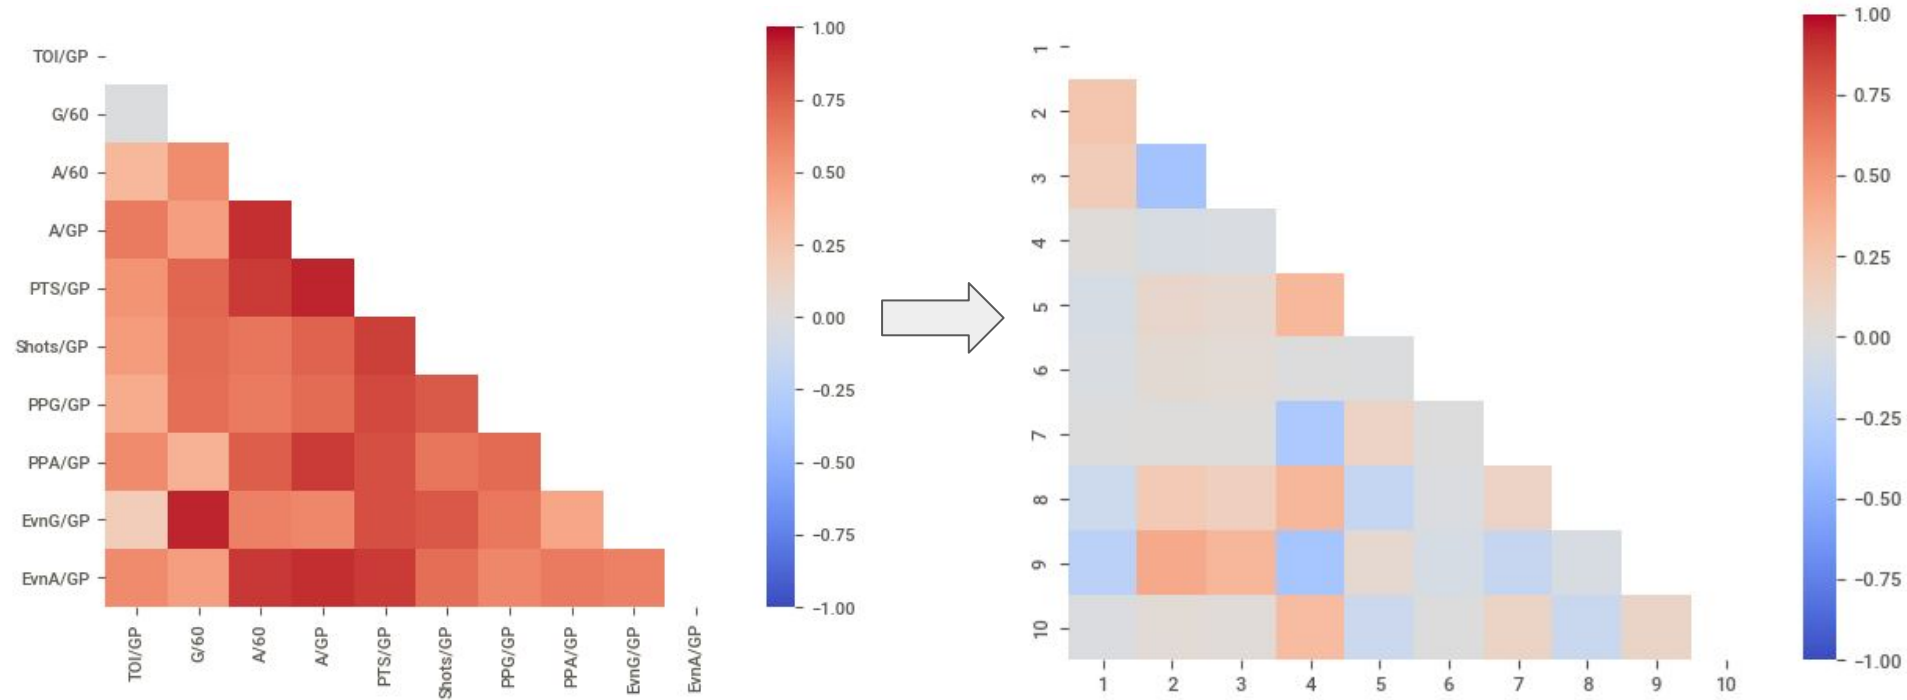 TOI/GP
G/60
A/60
A/GP
PTS/GP
Shots/GP
PPG/GP
PPA/GP
EvnG/GP
EvnA/GP
TOI/GP
G/60
A/60
A/GP
PTS/GP
Shots/GP
PPG/GP
PPA/GP
EvnG/GP
EvnA/GP
1.00
0.75
0.50
0.25
0.00
−0.25
−0.50
−0.75
−1.00
1
2
3
4
5
6
7
8
9
10
1 2 3 4 5 6 7 8 9 10
1.00
0.75
0.50
0.25
0.00
−0.25
−0.50
−0.75
−1.00